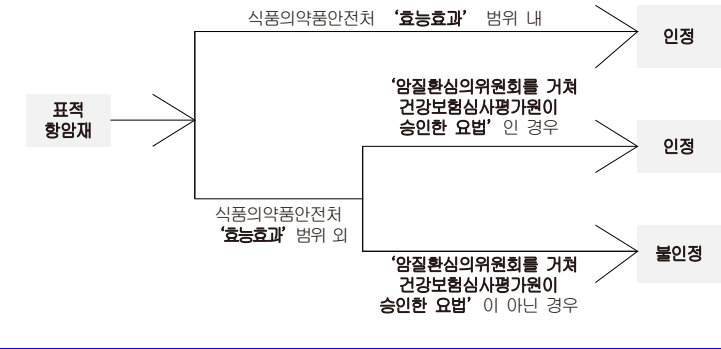 식품의약품안전처 ‘효능효과’ 범위 내
인정
표적
항암재
‘암질환심의위원회를 거쳐
건강보험심사평가원이
승인한 요법’ 인 경우
인정
식품의약품안전처
‘효능효과’ 범위 외
‘암질환심의위원회를 거쳐
건강보험심사평가원이
승인한 요법’ 이 아닌 경우
불인정